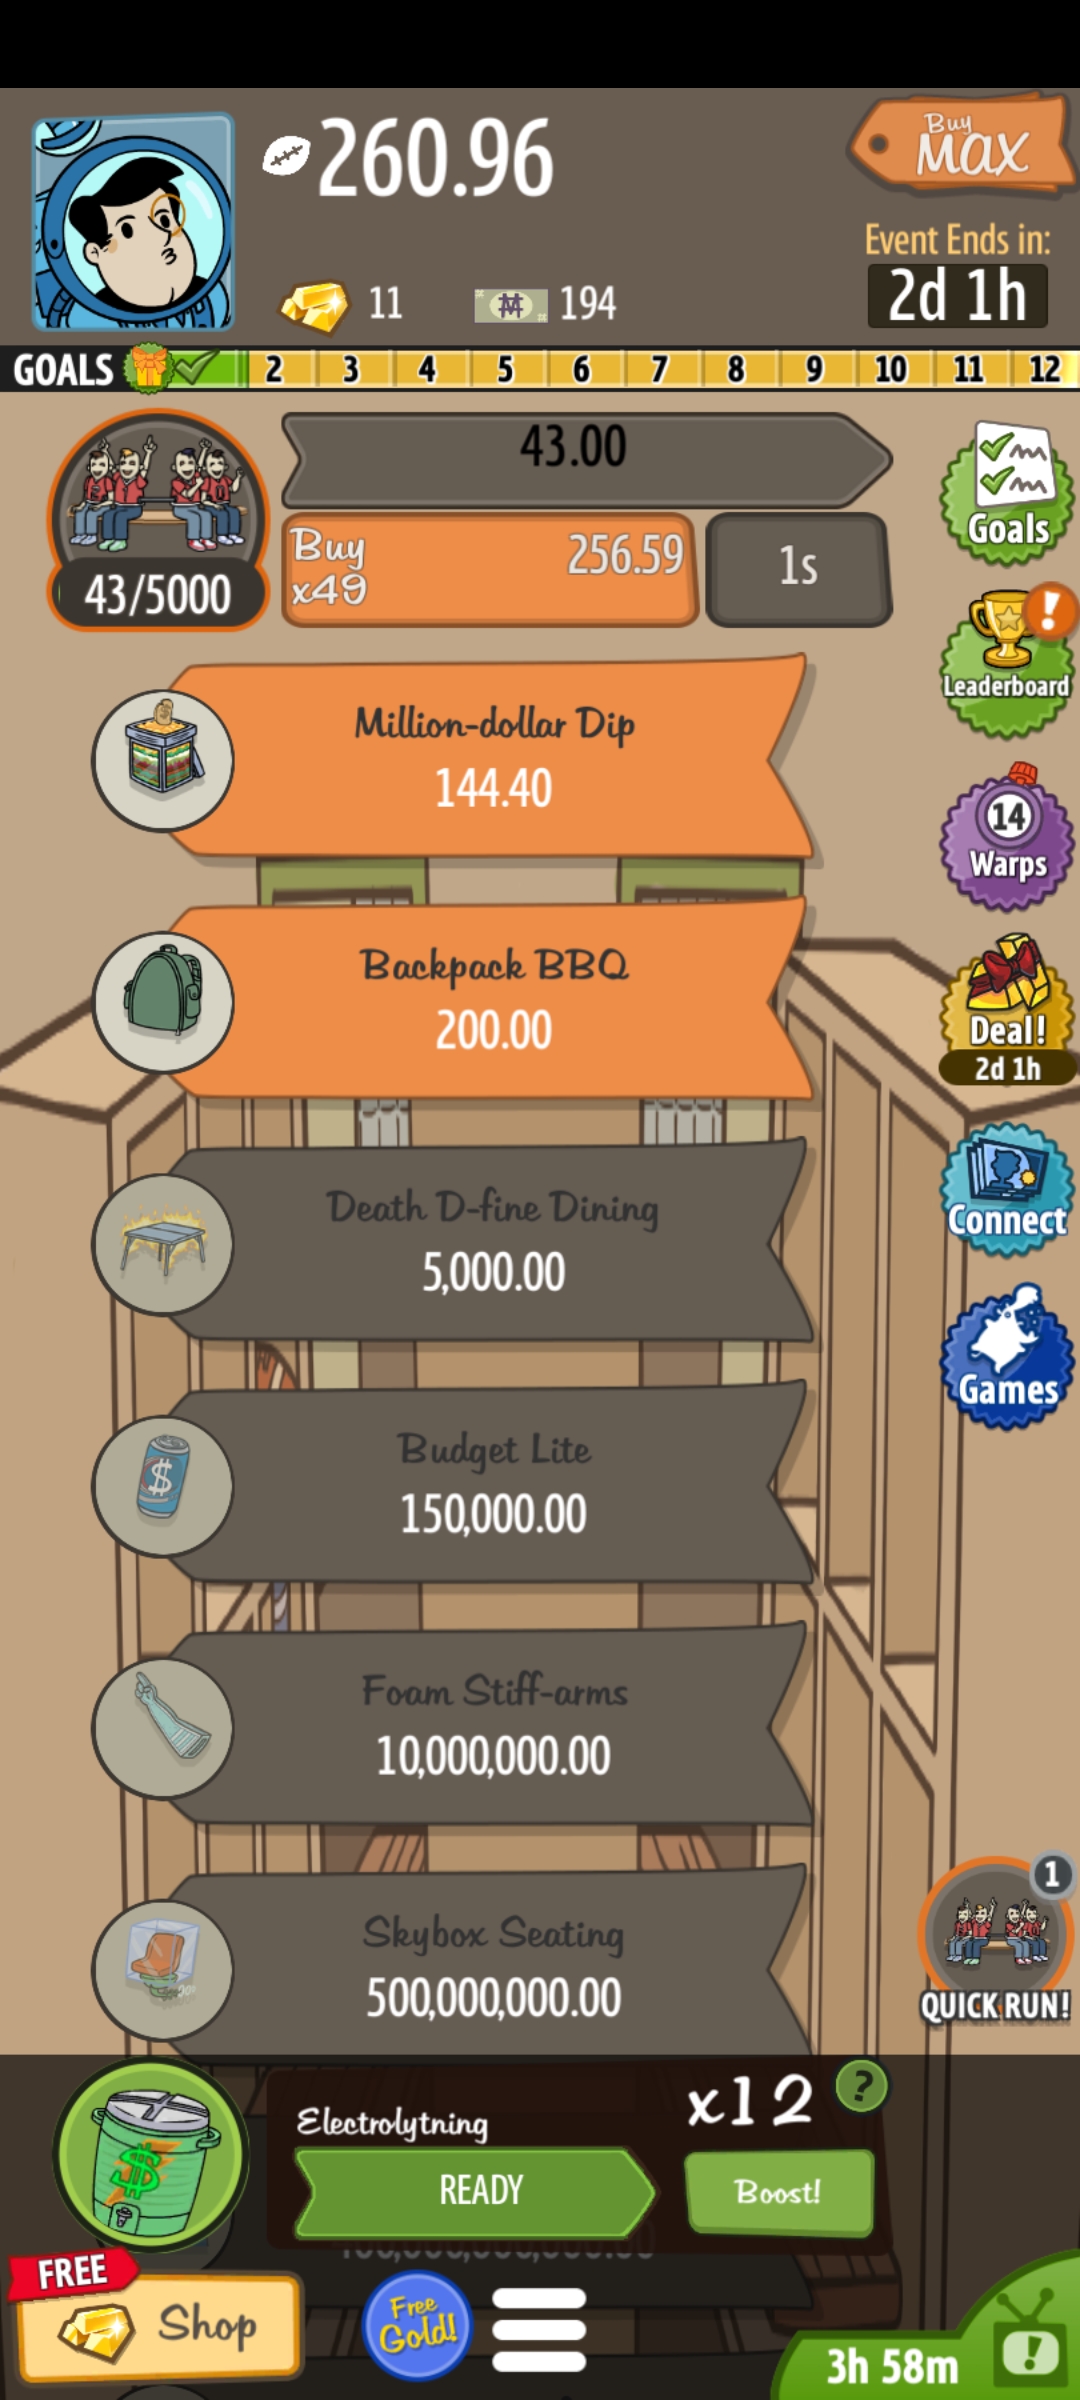 260.96
Buy
MAX
Event Ends in:
2d 1h
11
194
GOALS
2 3 4 5 6 7 8 9 10 11 12
43.00
Buy
x49
256.59
1s
43/5000
Goals
Leaderboard
Million-dollar Dip
144.40
14
Warps
Backpack BBQ
200.00
Deal!
2d 1h
Death D-fine Dining
5,000.00
Connect
Budget Lite
150,000.00
Games
Foam Stiff-arms
10,000,000.00
1
QUICK RUN!
Skybox Seating
500,000,000.00
Electrolytning
x12
?
READY
Boost!
FREE
Shop
Free
Gold!
3h 58m